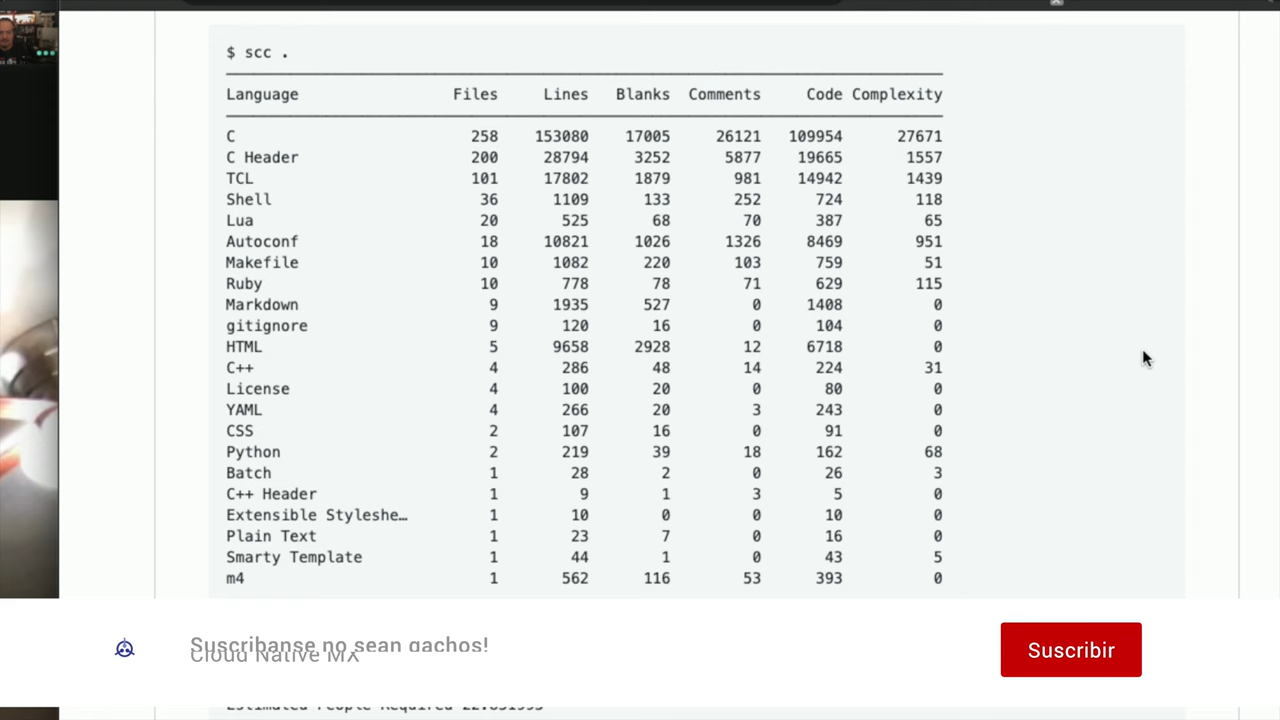 $ scc .
Language Files Lines Blanks Comments Code Complexity
C 258 153080 17005 26121 109954 27671
C Header 200 28794 3252 5877 19665 1557
TCL 101 17802 1879 981 14942 1439
Shell 36 1109 133 252 724 118
Lua 20 525 68 70 387 65
Autoconf 18 10821 1026 1326 8469 951
Makefile 10 1082 220 103 759 51
Ruby 10 778 78 71 629 115
Markdown 9 1935 527 0 1408 0
gitignore 9 120 16 0 104 0
HTML 5 9658 2928 12 6718 0
C++ 4 286 48 14 224 31
License 4 100 20 0 80 0
YAML 4 266 20 3 243 0
CSS 2 107 16 0 91 0
Python 2 219 39 18 162 68
Batch 1 28 2 0 26 3
C++ Header 1 9 1 3 5 0
Extensible Styleshe… 1 10 0 0 10 0
Plain Text 1 23 7 0 16 0
Smarty Template 1 44 1 0 43 5
m4 1 562 116 53 393 0
Suscribanse no sean gachos!
Cloud Native MX
Suscribir
Estimated People Required